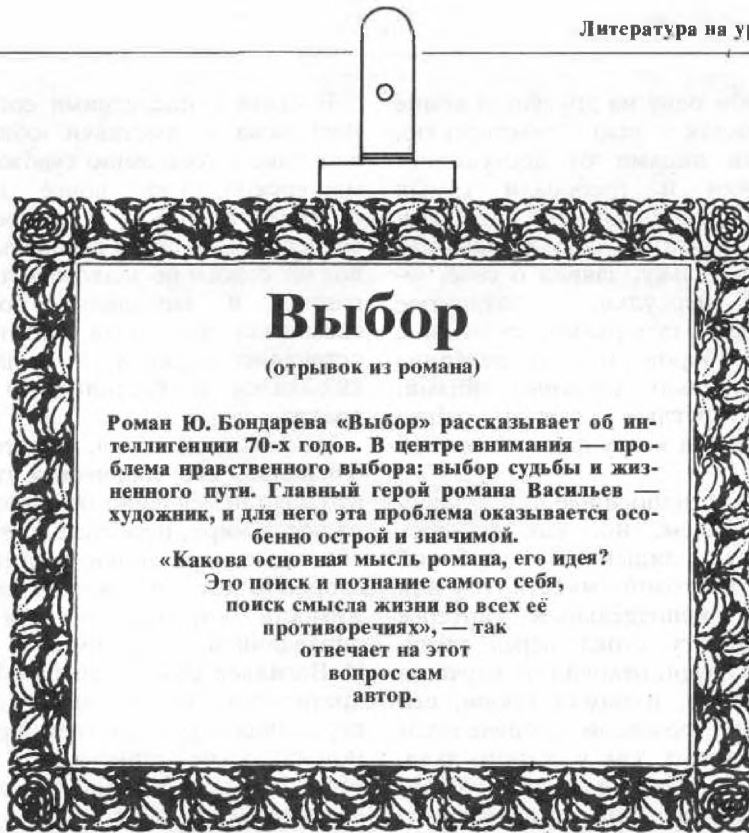 Литература на
Выбор
(отрывок из романа)
Роман Ю. Бондарева «Выбор» рассказывает об ин-
теллигенции 70-х годов. В центре внимания — про-
блема нравственного выбора: выбор судьбы и жиз-
ненного пути. Главный герой романа Васильев —
художник, и для него эта проблема оказывается осо-
бенно острой и значимой.
«Какова основная мысль романа, его идея?
Это поиск и познание самого себя,
поиск смысла жизни во всех её
противоречиях», — так
отвечает на этот
вопрос сам
автор.